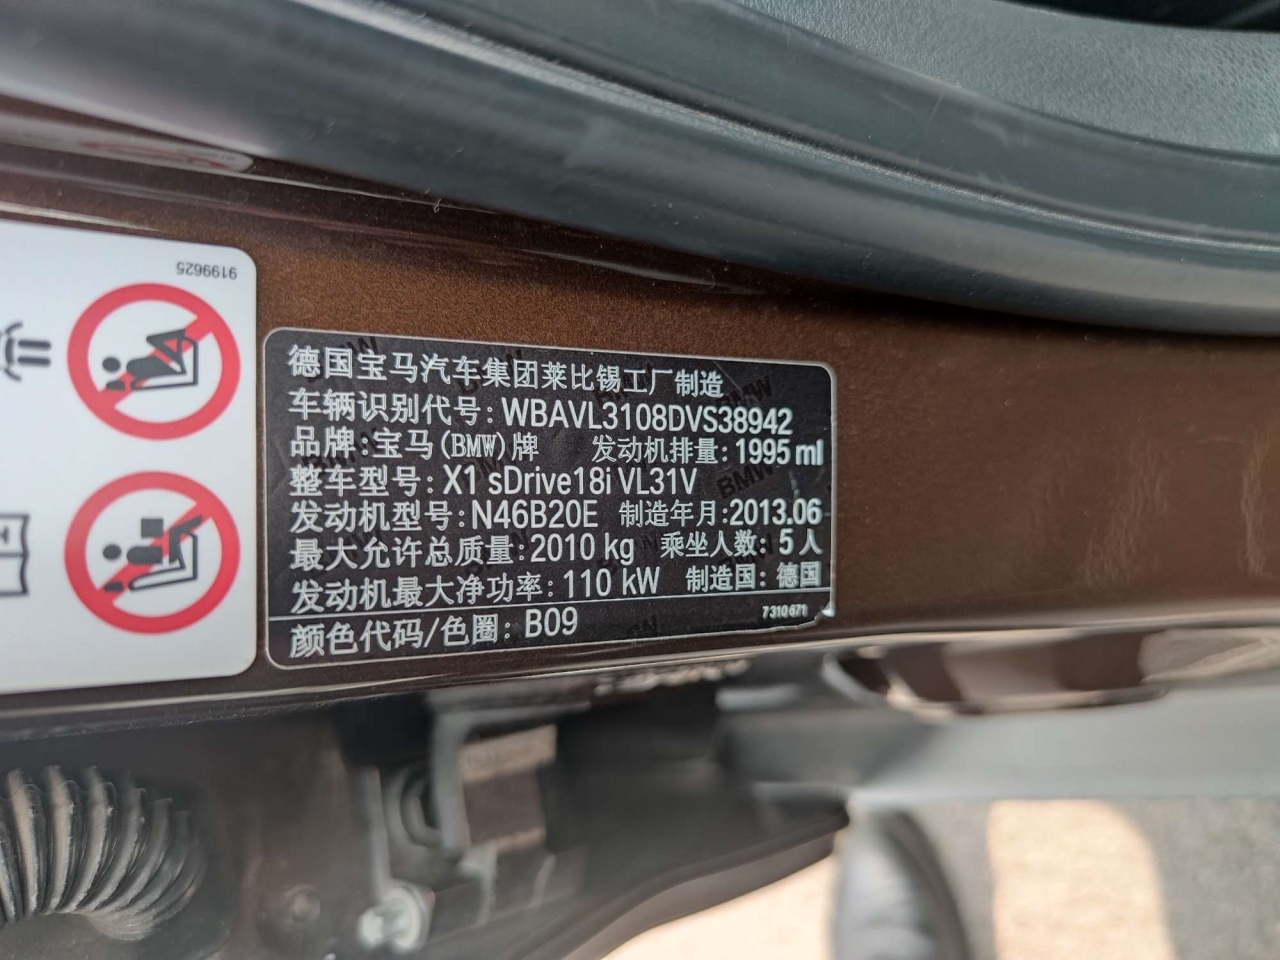 9199625
德国宝马汽车集团莱比锡工厂制造
车辆识别代号: WBAVL3108DVS38942
品牌:宝马(BMW)牌 发动机排量: 1995 ml
整车型号: X1 sDrive18i VL31V
发动机型号: N46B20E 制造年月:2013.06
最大允许总质量: 2010 kg 乘坐人数: 5 人
发动机最大净功率: 110 kW 制造国: 德国
颜色代码/色圈: B09 7310671